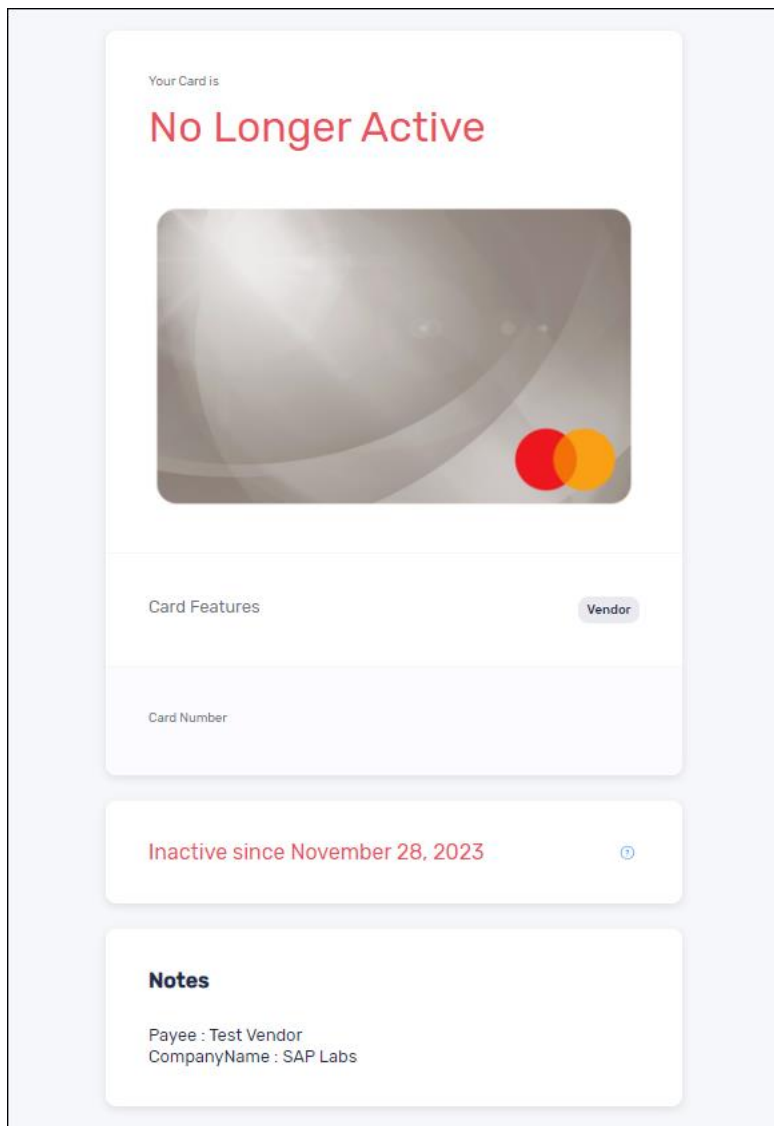 Your Card is
No Longer Active
Card Features
Vendor
Card Number
Inactive since November 28, 2023
Notes
Payee : Test Vendor
CompanyName : SAP Labs